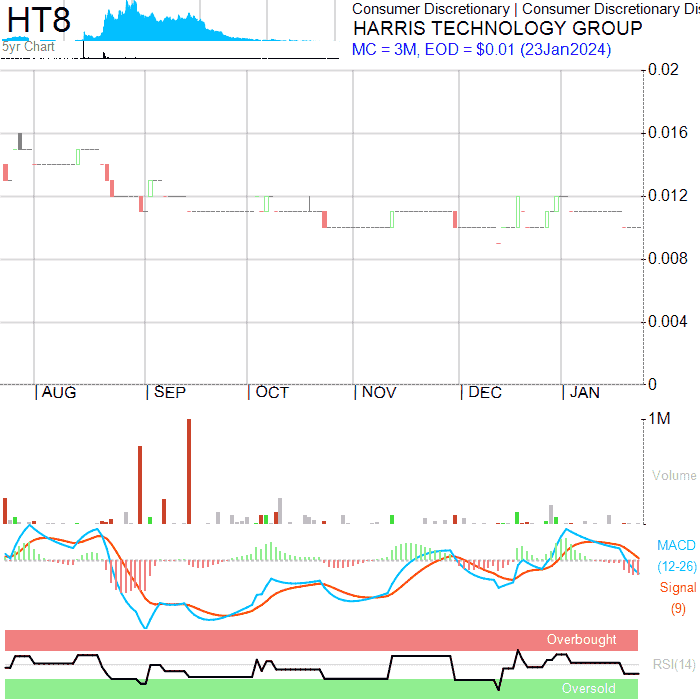 HT8
Consumer Discretionary | Consumer Discretionary Dis
HARRIS TECHNOLOGY GROUP
5yr Chart
MC = 3M, EOD = $0.01 (23Jan2024)
0.02
0.016
0.012
0.008
0.004
0
|AUG |SEP |OCT |NOV |DEC |JAN
1M
Volume
MACD
(12-26)
Signal
(9)
Overbought
RSI(14)
Oversold